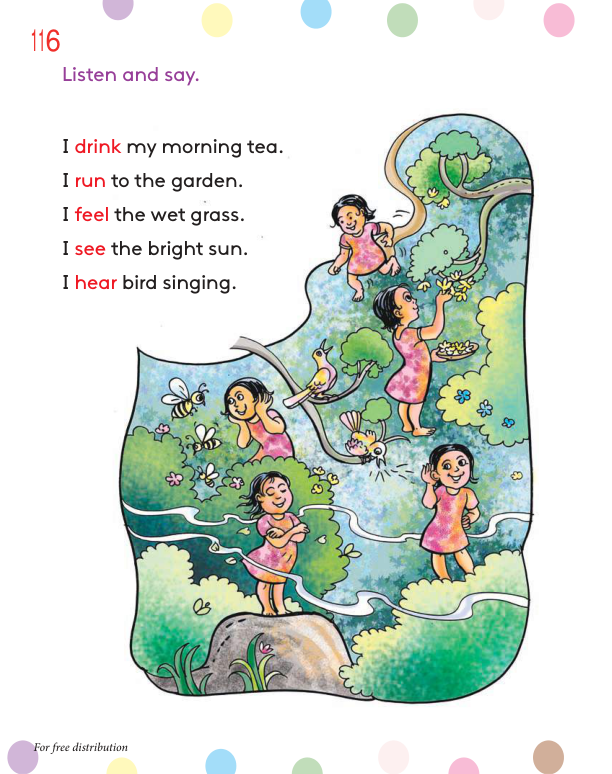 116
Listen and say.
I drink my morning tea.
I run to the garden.
I feel the wet grass.
I see the bright sun.
I hear bird singing.
For free distribution